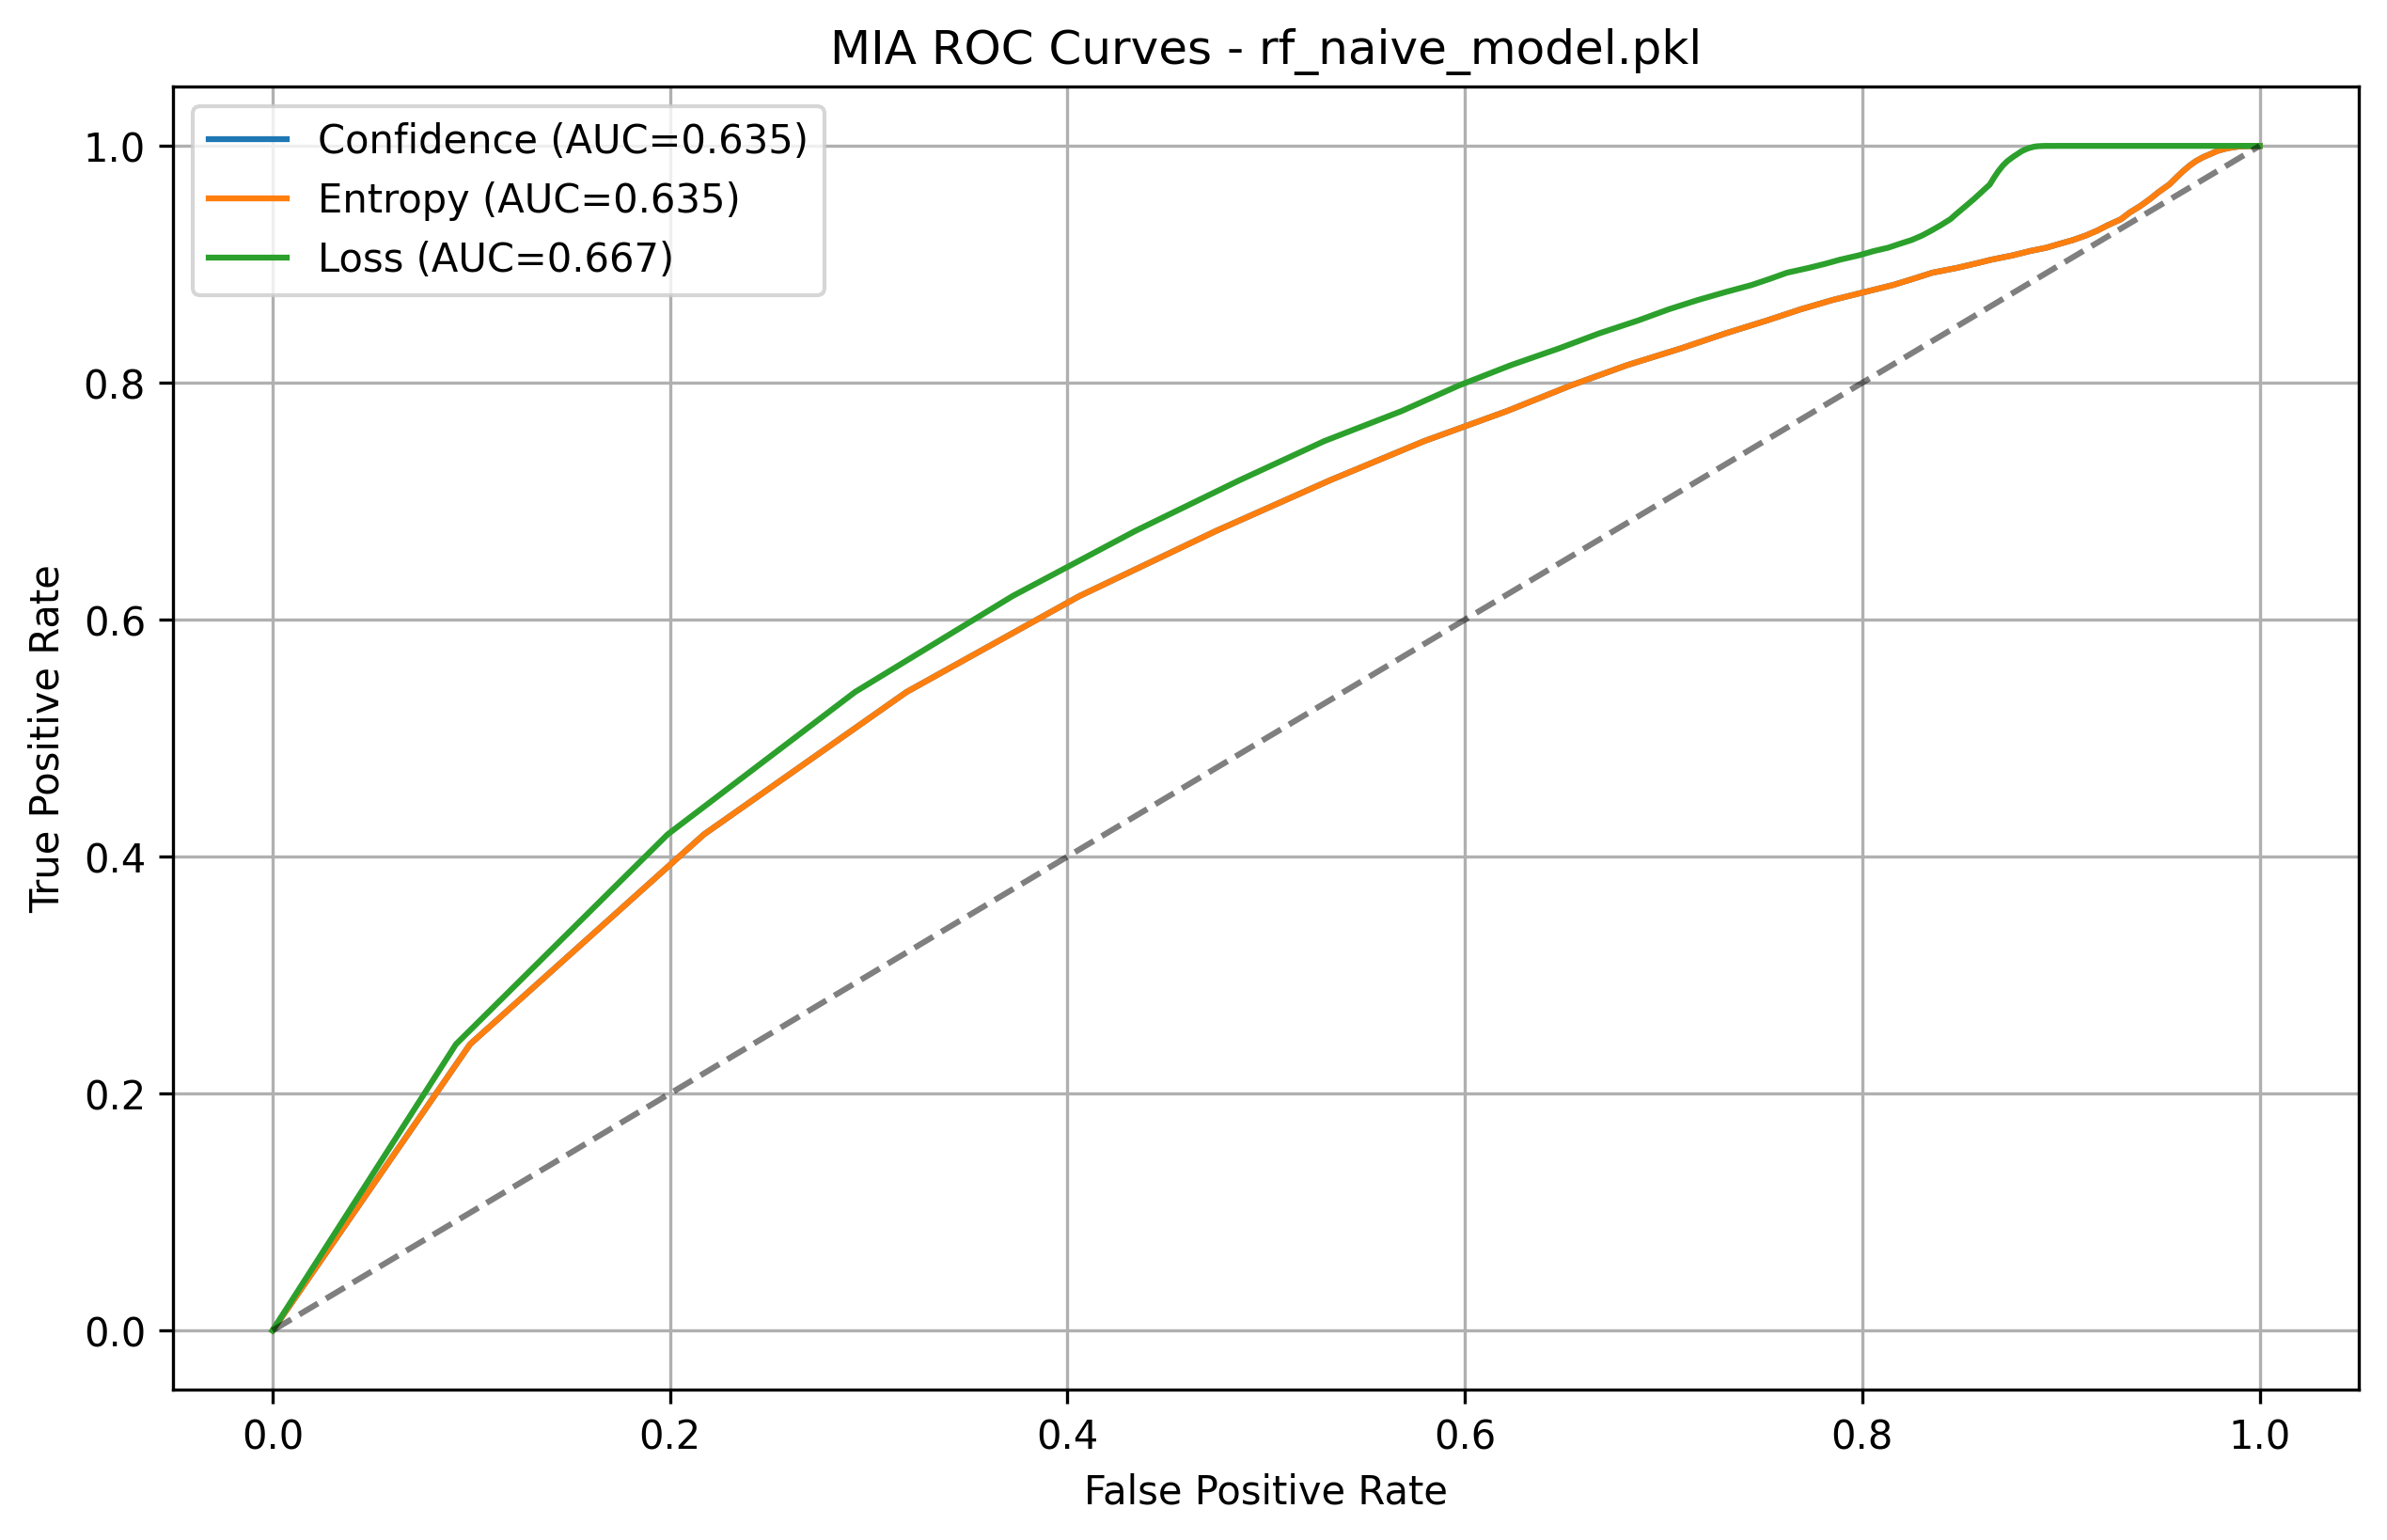 MIA ROC Curves - rf_naive_model.pkl
Confidence (AUC=0.635)
Entropy (AUC=0.635)
Loss (AUC=0.667)
True Positive Rate
1.0
0.8
0.6
0.4
0.2
0.0
0.0 0.2 0.4 0.6 0.8 1.0
False Positive Rate